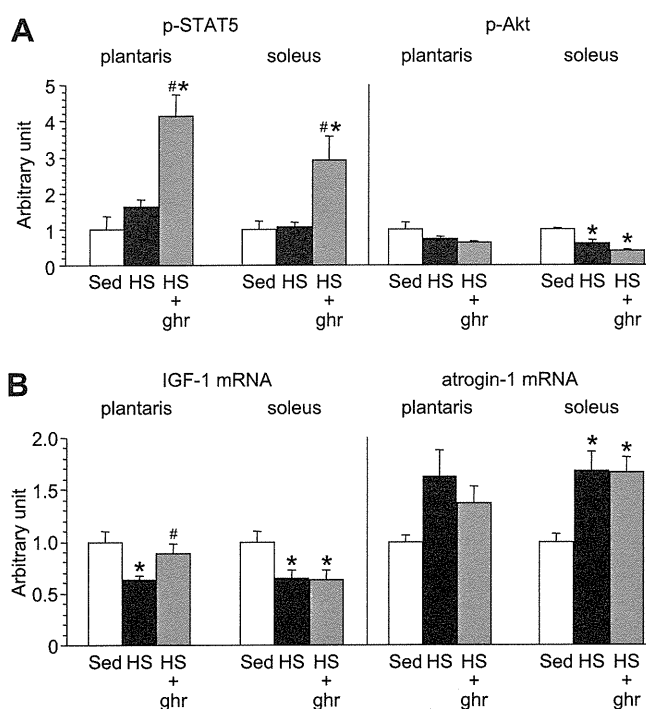 A
p-STAT5 p-Akt
plantaris soleus plantaris soleus
Arbitrary unit
5
4
3
2
1
0
#* #* * *
Sed HS HS + ghr Sed HS HS + ghr Sed HS HS + ghr Sed HS HS + ghr
B
IGF-1 mRNA atrogin-1 mRNA
plantaris soleus plantaris soleus
Arbitrary unit
2.0
1.5
1.0
0.5
0
* # * * * *
Sed HS HS + ghr Sed HS HS + ghr Sed HS HS + ghr Sed HS HS + ghr